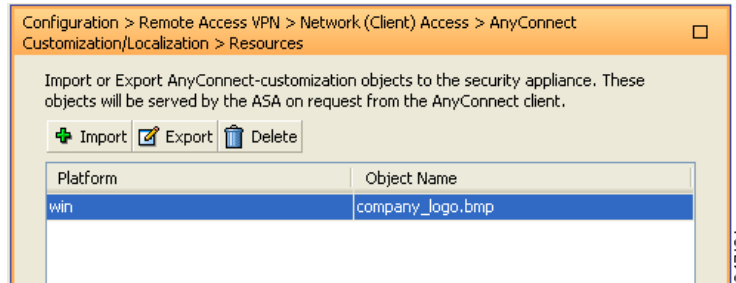 Configuration > Remote Access VPN > Network (Client) Access > AnyConnect
Customization/Localization > Resources
Import or Export AnyConnect-customization objects to the security appliance. These
objects will be served by the ASA on request from the AnyConnect client.
Import Export Delete
Platform Object Name
win company_logo.bmp